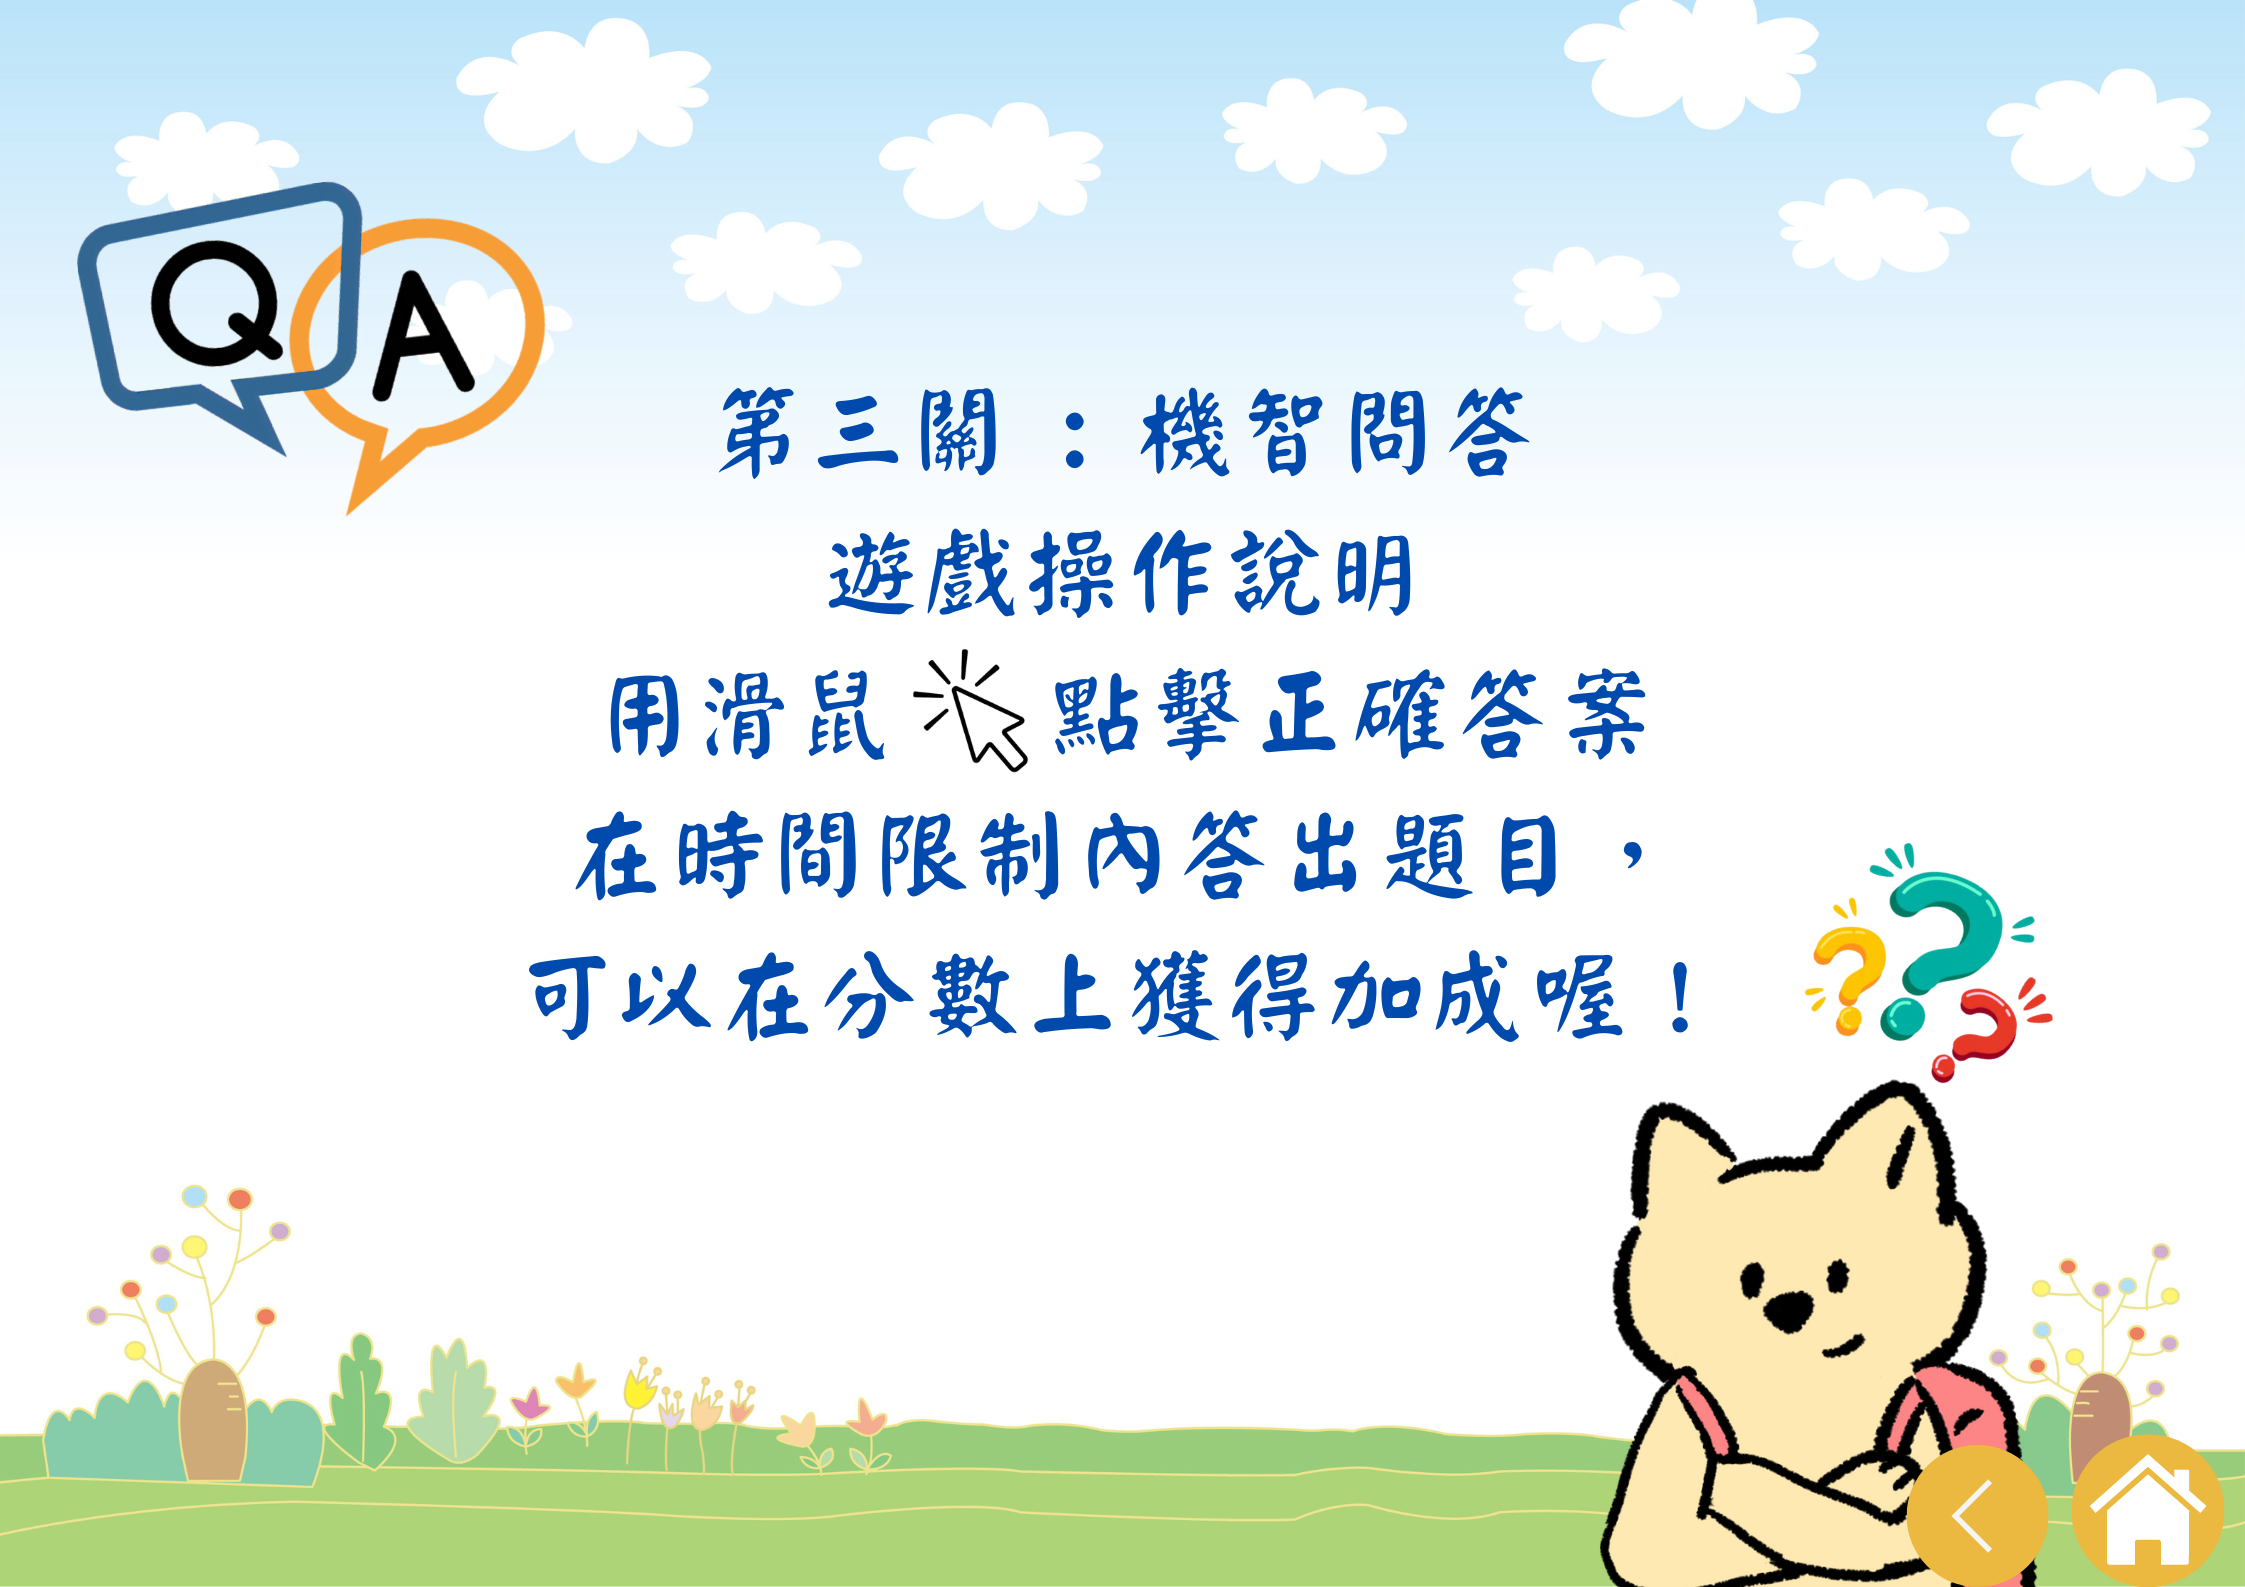 Q A
第三關：機智問答
遊戲操作說明
用滑鼠 點擊正確答案
在時間限制內答出題目，
可以在分數上獲得加成喔！